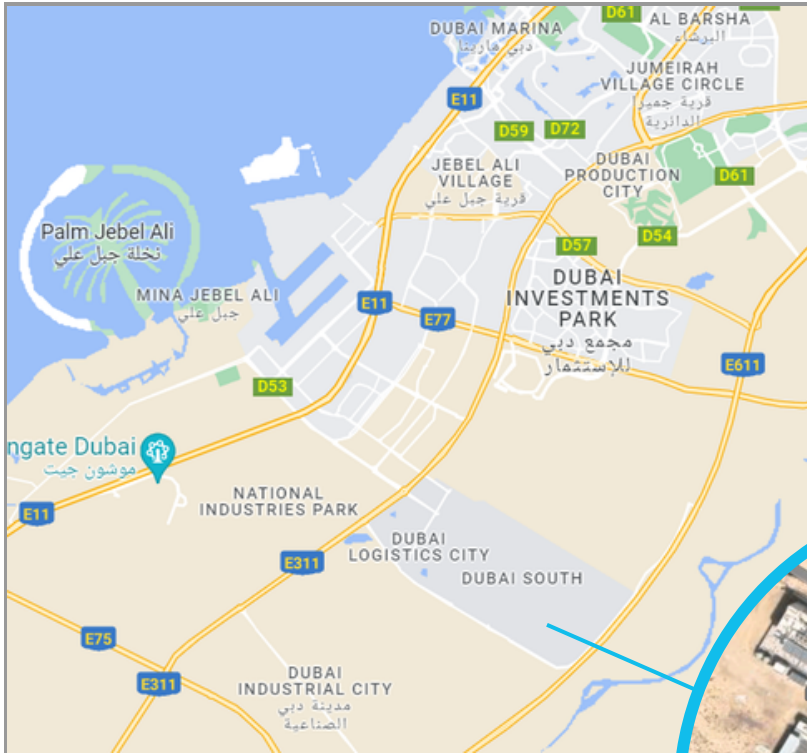 D61
AL BARSHA
البرشاء
DUBAI MARINA
دبي مارينا
JUMEIRAH
VILLAGE CIRCLE
قرية جميرا
الدائرية
E11
D59
D72
JEBEL ALI
VILLAGE
قرية جبل علي
DUBAI
PRODUCTION
CITY
D61
Palm Jebel Ali
نخلة جبل علي
D57
D54
DUBAI
INVESTMENTS
PARK
مجمع دبي
للإستثمار
MINA JEBEL ALI
جبل علي
E11
E77
E611
D53
ngate Dubai
موشون جيت
NATIONAL
INDUSTRIES PARK
E11
DUBAI
LOGISTICS CITY
E311
DUBAI SOUTH
E75
E311
DUBAI
INDUSTRIAL CITY
مدينة دبي
الصناعية